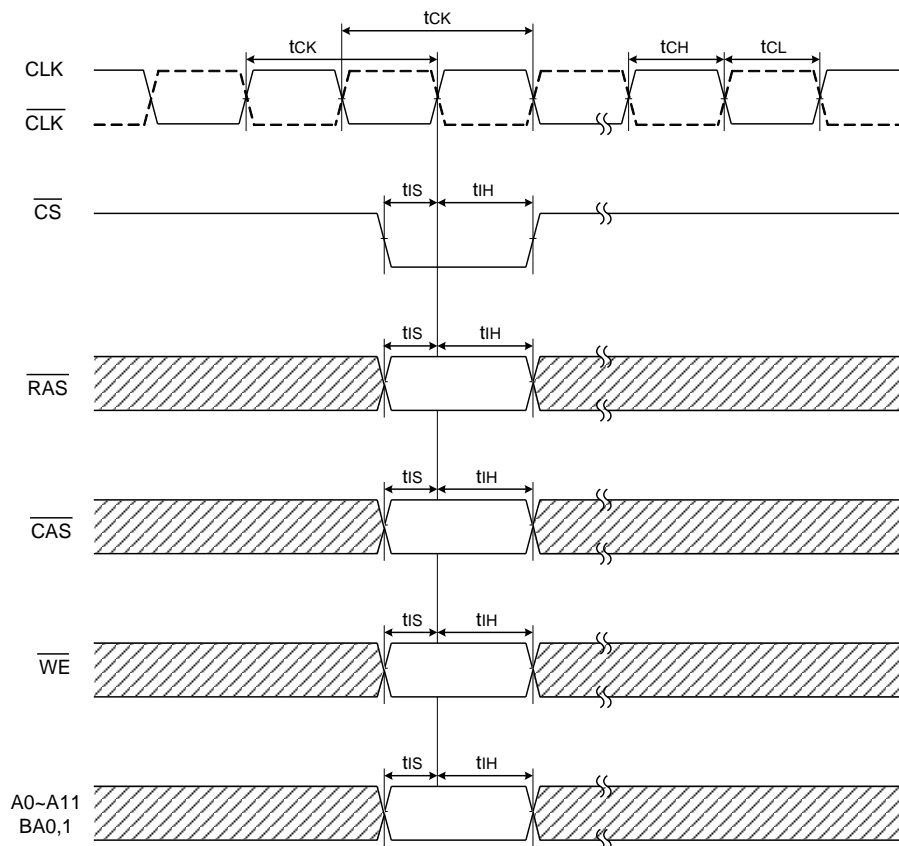 tCK
tCK tCH tCL
CLK
CLK
tIS tIH
CS
tIS tIH
RAS
tIS tIH
CAS
tIS tIH
WE
tIS tIH
A0~A11
BA0,1